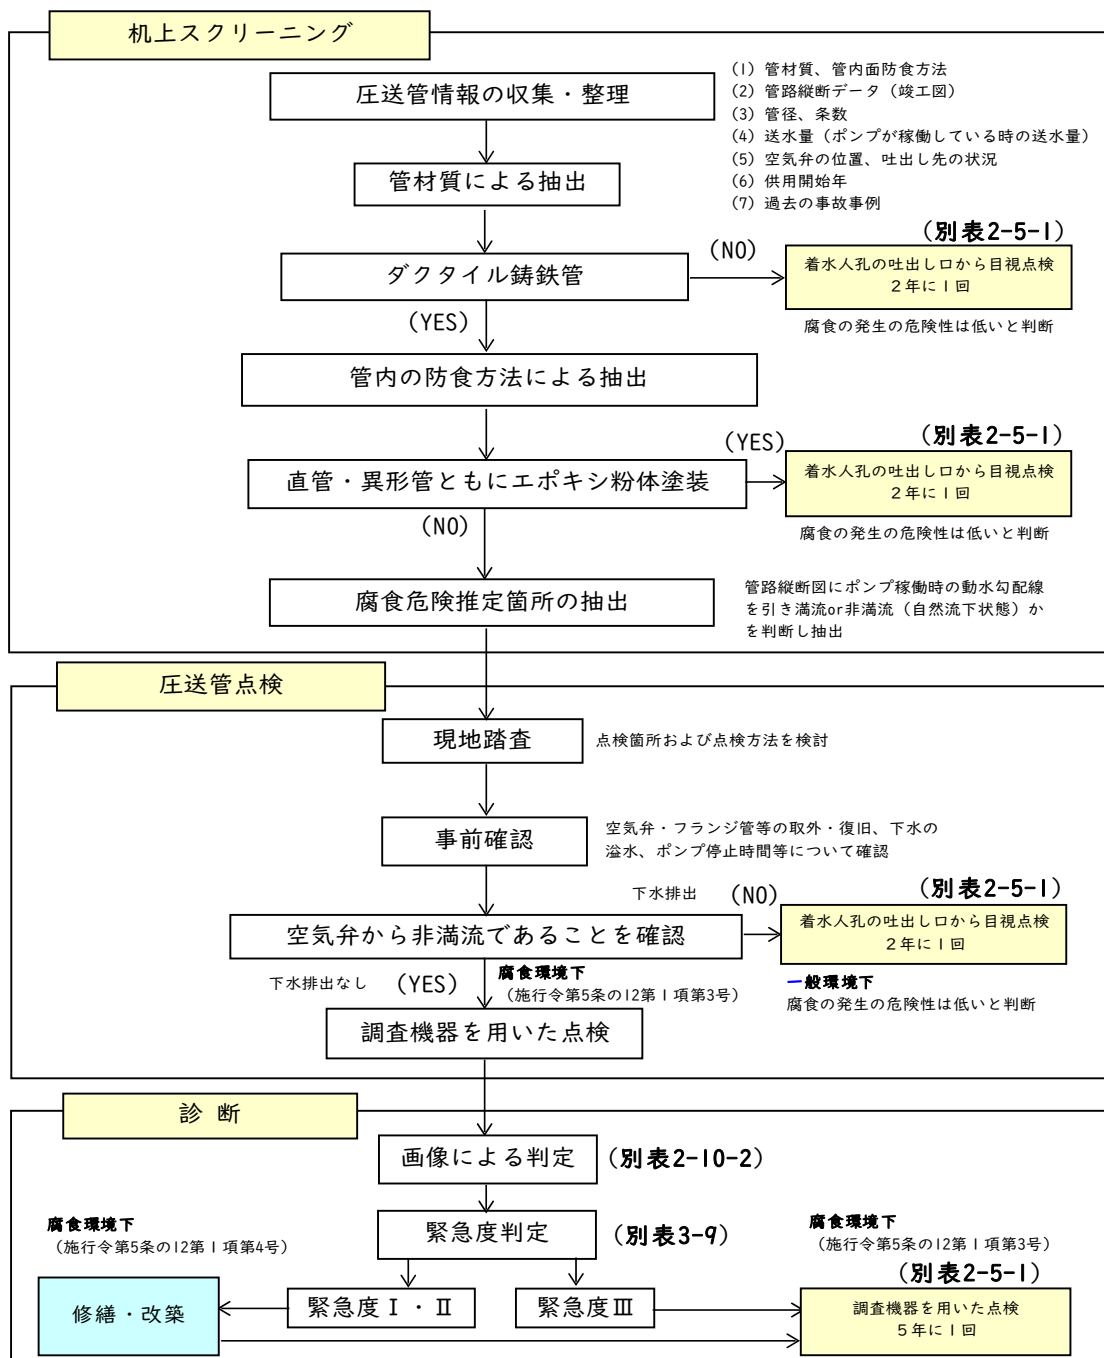 机上スクリーニング
圧送管情報の収集・整理
(1) 管材質、管内面防食方法
(2) 管路縦断データ（竣工図）
(3) 管径、条数
(4) 送水量（ポンプが稼働している時の送水量）
(5) 空気弁の位置、吐出し先の状況
(6) 供用開始年
(7) 過去の事故事例
管材質による抽出
ダクタイル鋳鉄管
(NO)
(別表2-5-1)
着水人孔の吐出し口から目視点検
２年に１回
腐食の発生の危険性は低いと判断
(YES)
管内の防食方法による抽出
直管・異形管ともにエポキシ粉体塗装
(YES)
(別表2-5-1)
着水人孔の吐出し口から目視点検
２年に１回
腐食の発生の危険性は低いと判断
(NO)
腐食危険推定箇所の抽出
管路縦断図にポンプ稼働時の動水勾配線
を引き満流or非満流（自然流下状態）か
を判断し抽出
圧送管点検
現地踏査
点検箇所および点検方法を検討
事前確認
空気弁・フランジ管等の取外・復旧、下水の
溢水、ポンプ停止時間等について確認
下水排出
(NO)
(別表2-5-1)
空気弁から非満流であることを確認
着水人孔の吐出し口から目視点検
２年に１回
一般環境下
腐食の発生の危険性は低いと判断
下水排出なし
(YES)
腐食環境下
（施行令第5条の12第１項第3号）
調査機器を用いた点検
診 断
画像による判定
(別表2-10-2)
緊急度判定
(別表3-9)
腐食環境下
（施行令第5条の12第１項第4号）
修繕・改築
緊急度Ⅰ・Ⅱ
緊急度Ⅲ
腐食環境下
（施行令第5条の12第１項第3号）
(別表2-5-1)
調査機器を用いた点検
５年に１回